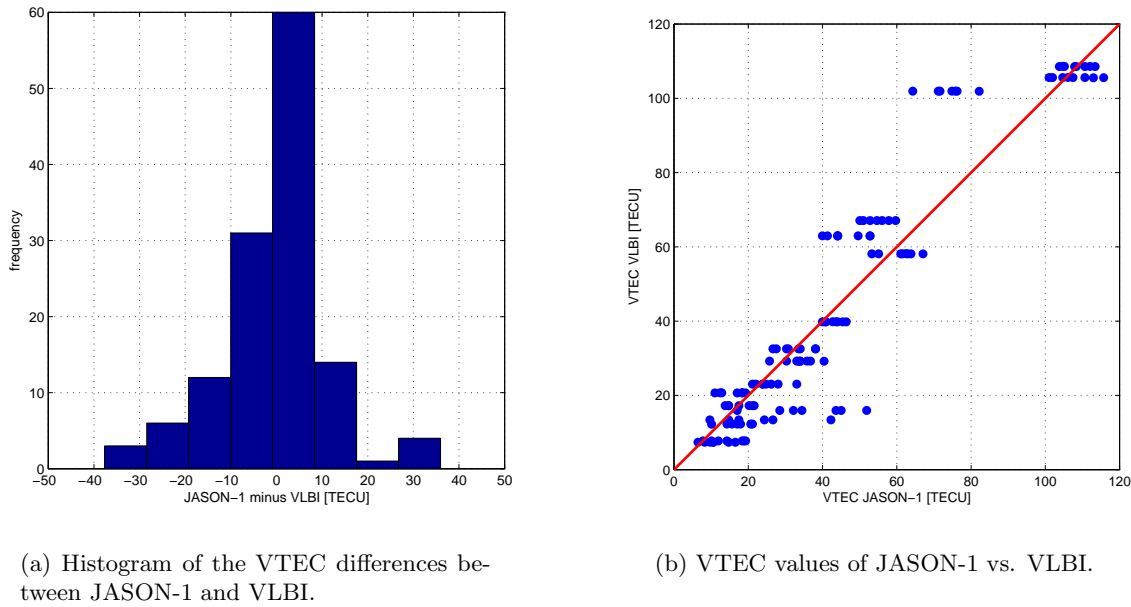 60
50
40
30
20
10
0
frequency
−50 −40 −30 −20 −10 0 10 20 30 40 50
JASON−1 minus VLBI [TECU]
120
100
80
60
40
20
0
VTEC VLBI [TECU]
0 20 40 60 80 100 120
VTEC JASON−1 [TECU]
(a) Histogram of the VTEC differences be-
tween JASON-1 and VLBI.
(b) VTEC values of JASON-1 vs. VLBI.